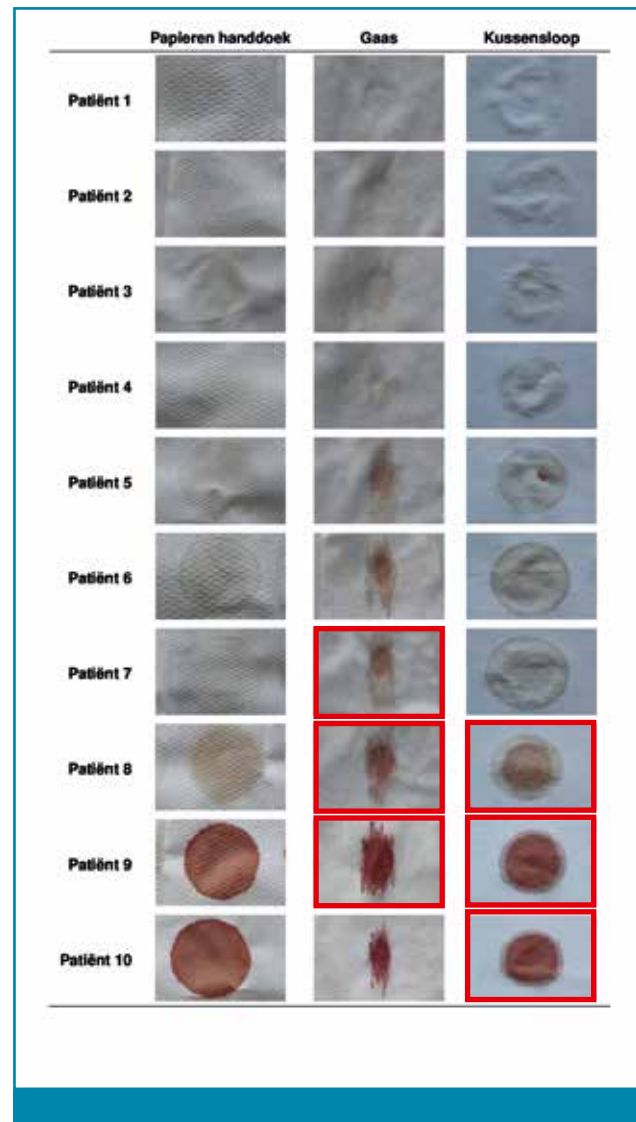 Papieren handdoek Gaas Kussensloop
Patiënt 1
Patiënt 2
Patiënt 3
Patiënt 4
Patiënt 5
Patiënt 6
Patiënt 7
Patiënt 8
Patiënt 9
Patiënt 10